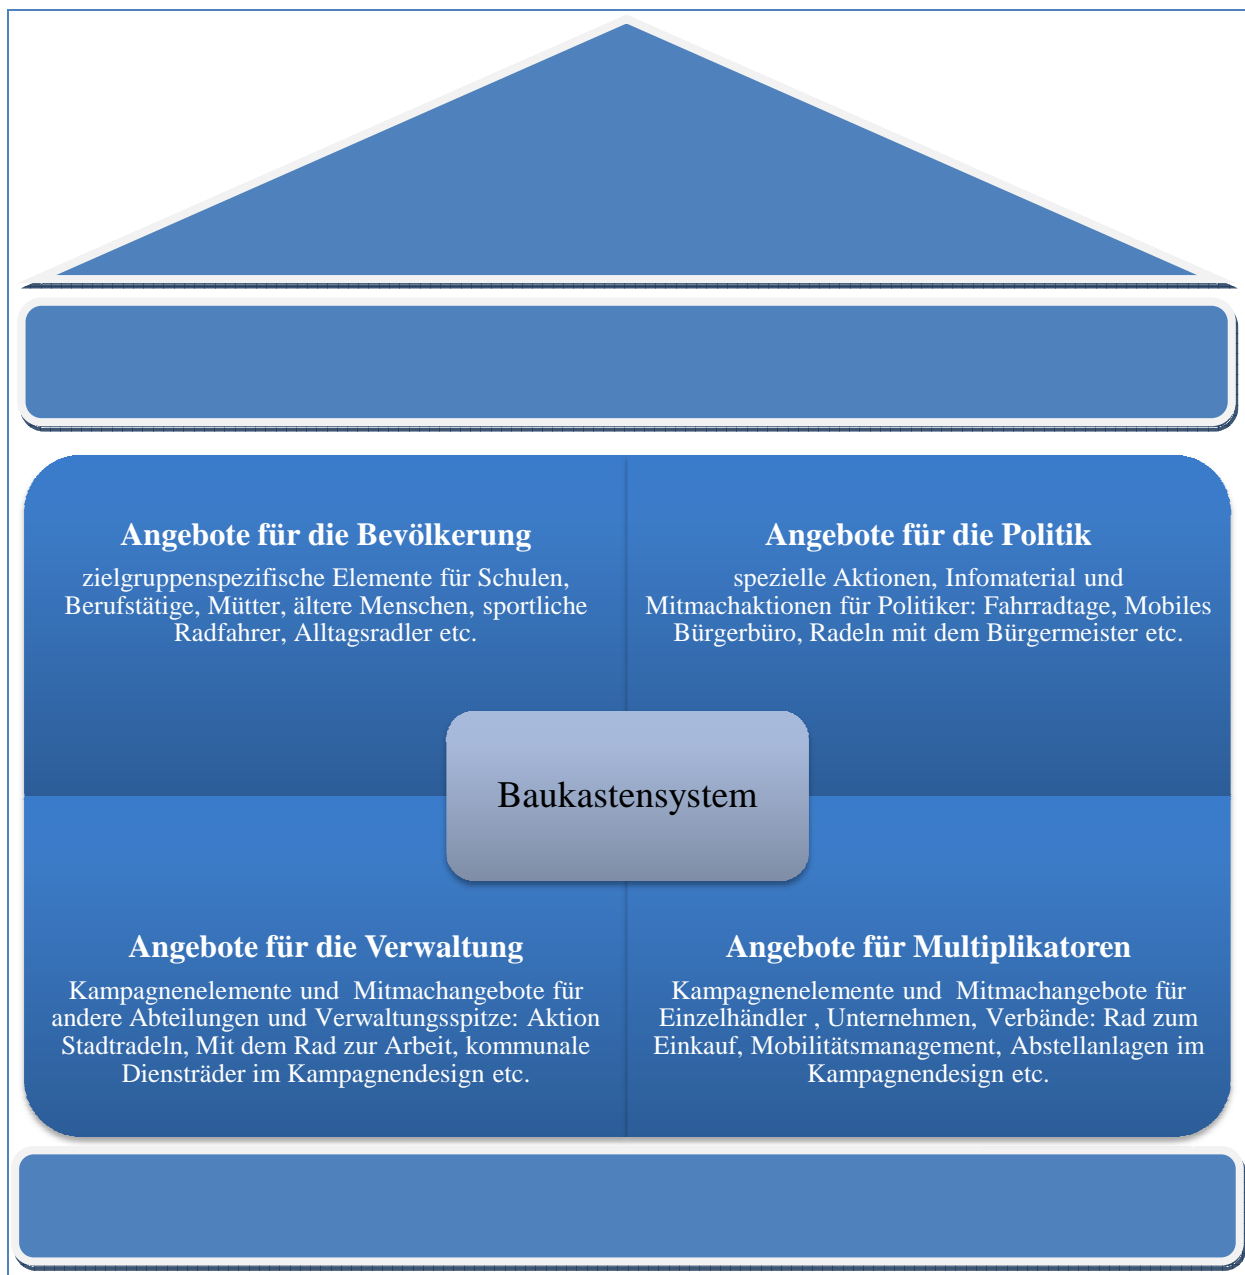 Angebote für die Bevölkerung
zielgruppenspezifische Elemente für Schulen,
Berufstätige, Mütter, ältere Menschen, sportliche
Radfahrer, Alltagsradler etc.
Angebote für die Politik
spezielle Aktionen, Infomaterial und
Mitmachaktionen für Politiker: Fahrradtage, Mobiles
Bürgerbüro, Radeln mit dem Bürgermeister etc.
Baukastensystem
Angebote für die Verwaltung
Kampagnenelemente und  Mitmachangebote für
andere Abteilungen und Verwaltungsspitze: Aktion
Stadtradeln, Mit dem Rad zur Arbeit, kommunale
Diensträder im Kampagnendesign etc.
Angebote für Multiplikatoren
Kampagnenelemente und  Mitmachangebote für
Einzelhändler , Unternehmen, Verbände: Rad zum
Einkauf, Mobilitätsmanagement, Abstellanlagen im
Kampagnendesign etc.